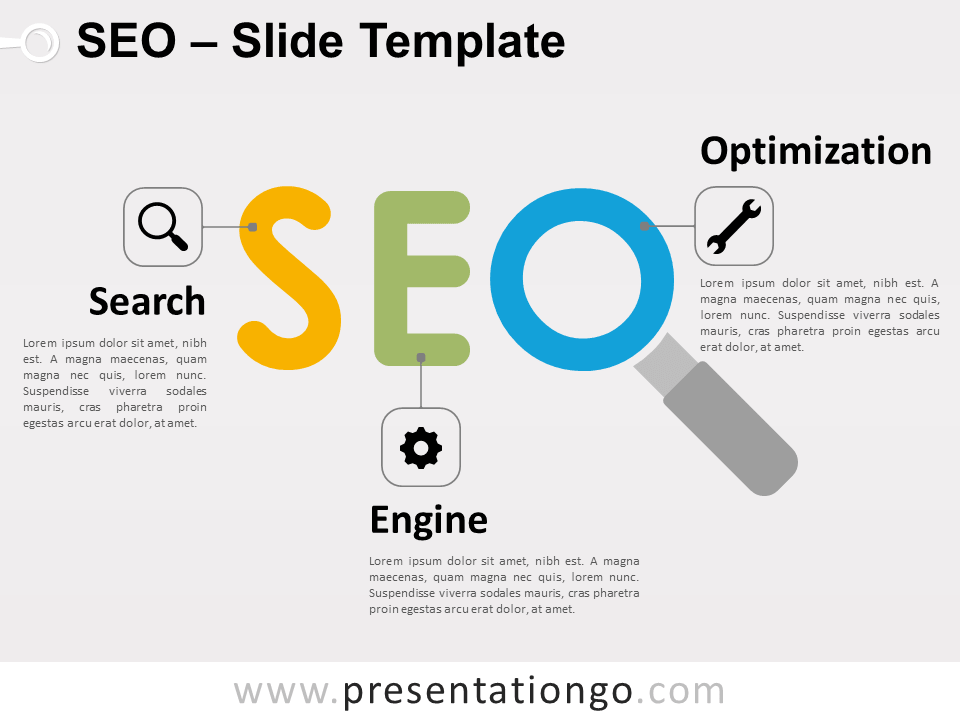 SEO – Slide Template
SEO
Search
Lorem ipsum dolor sit amet, nibh
est. A magna maecenas, quam
magna nec quis, lorem nunc.
Suspendisse viverra sodales
mauris, cras pharetra proin
egestas arcu erat dolor, at amet.
Engine
Lorem ipsum dolor sit amet, nibh est. A magna
maecenas, quam magna nec quis, lorem nunc.
Suspendisse viverra sodales mauris, cras pharetra
proin egestas arcu erat dolor, at amet.
Optimization
Lorem ipsum dolor sit amet, nibh est. A
magna maecenas, quam magna nec quis,
lorem nunc. Suspendisse viverra sodales
mauris, cras pharetra proin egestas arcu
erat dolor, at amet.
www.presentationgo.com